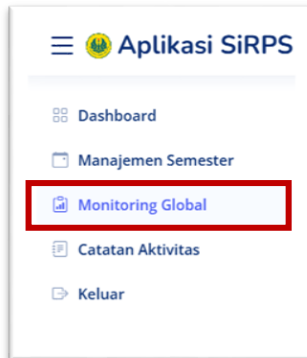 Aplikasi SiRPS
Dashboard
Manajemen Semester
Monitoring Global
Catatan Aktivitas
Keluar